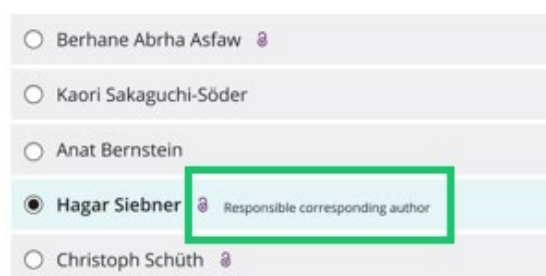 Berhane Abrha Asfaw
Kaori Sakaguchi-Söder
Anat Bernstein
Hagar Siebner Responsible corresponding author
Christoph Schüth